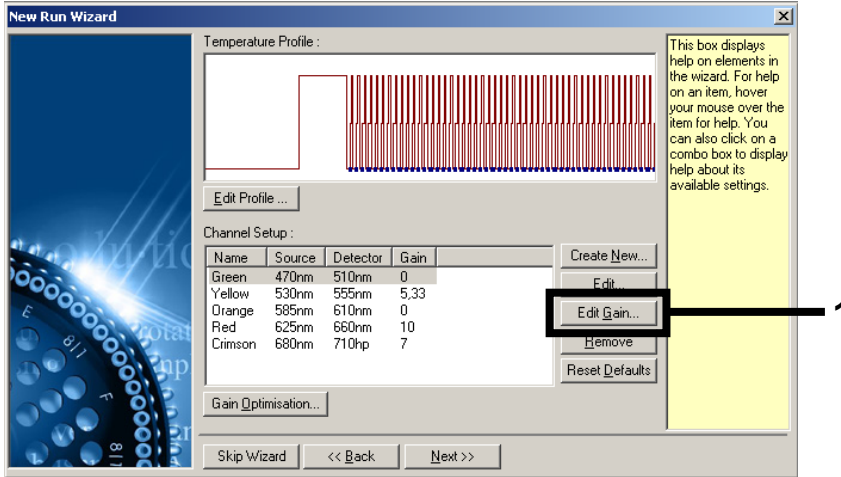 New Run Wizard
Temperature Profile :
This box displays
help on elements in
the wizard. For help
on an item, hover
your mouse over the
item for help. You
can also click on a
combo box to display
help about its
available settings.
Edit Profile ...
Channel Setup :
Name Source Detector Gain
Green 470nm 510nm 0
Yellow 530nm 555nm 5,33
Orange 585nm 610nm 0
Red 625nm 660nm 10
Crimson 680nm 710hp 7
Create New...
Edit...
Edit Gain...
Remove
Reset Defaults
Gain Optimisation...
Skip Wizard << Back Next >>
1